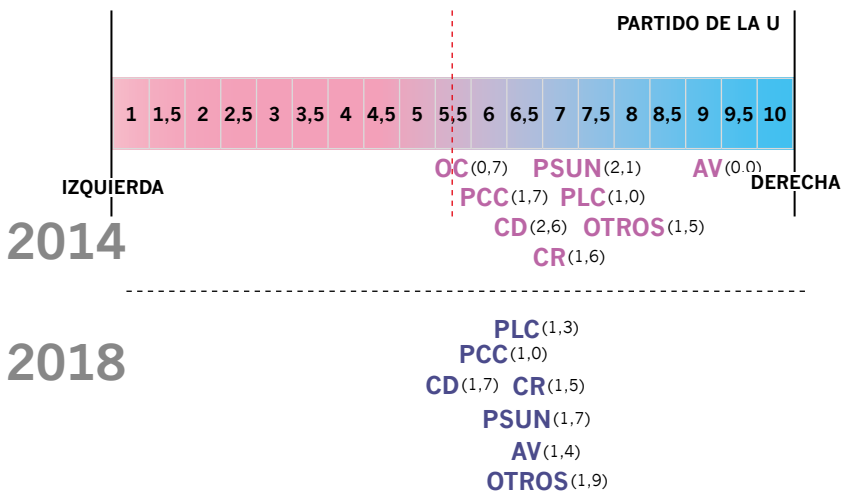 PARTIDO DE LA U
1 1,5 2 2,5 3 3,5 4 4,5 5 5,5 6 6,5 7 7,5 8 8,5 9 9,5 10
OC (0,7) PSUN (2,1) AV (0.0)
IZQUIERDA DERECHA
PCC (1,7) PLC (1,0)
2014
CD (2,6) OTROS (1,5)
CR (1,6)
PLC (1,3)
2018
PCC (1,0)
CD (1,7) CR (1,5)
PSUN (1,7)
AV (1,4)
OTROS (1,9)